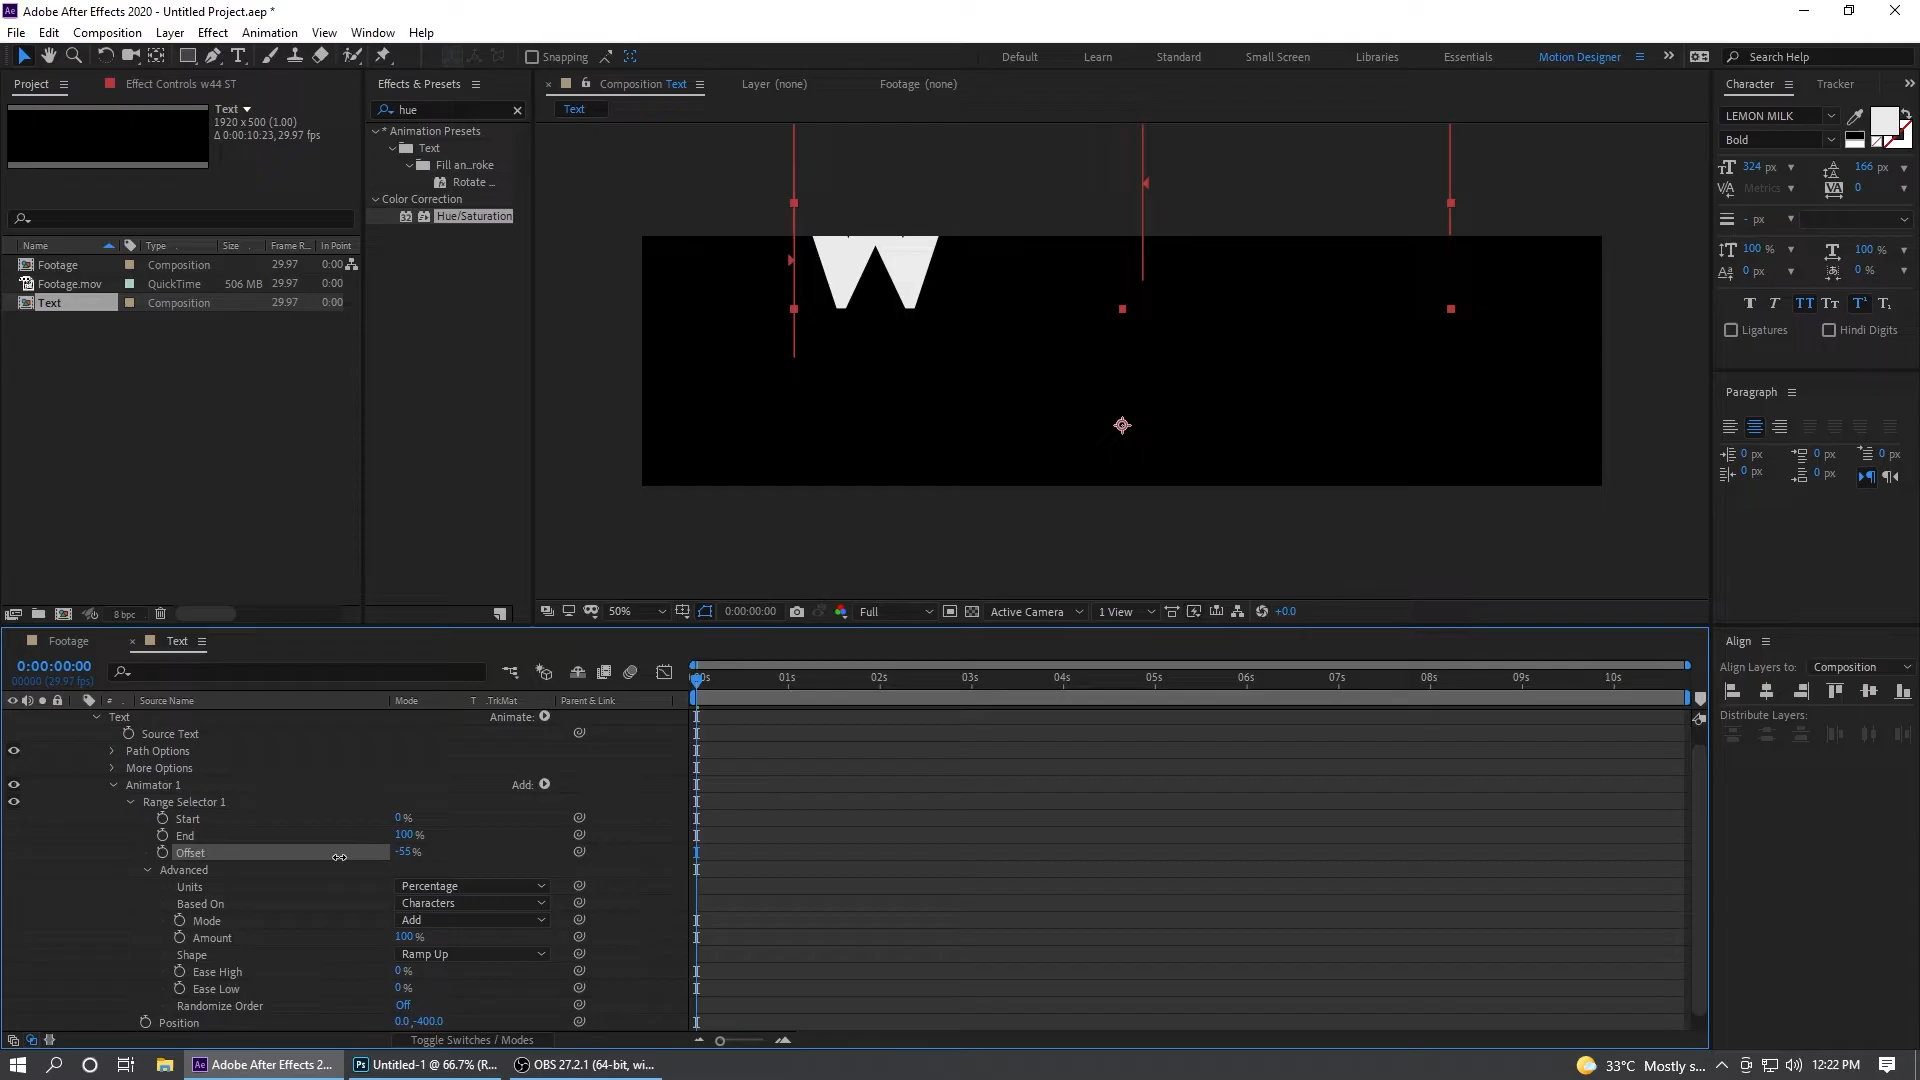 Ae Adobe After Effects 2020 - Untitled Project.aep *
File Edit Composition Layer Effect Animation View Window Help
Snapping Default Learn Standard Small Screen Libraries Essentials Motion Designer Search Help
Project Effect Controls w44 ST
Text
1920 x 500 (1.00)
Δ 0:00:10:23, 29.97 fps
Name Type Size Frame R... In Point
Footage Composition 29.97 0:00
Footage.mov QuickTime 506 MB 29.97 0:00
Text Composition 29.97 0:00
8 bpc
Effects & Presets
hue
* Animation Presets
Text
Fill an..roke
Rotate ...
Color Correction
32 Hue/Saturation
Composition Text Layer (none) Footage (none)
Text
W
50% 0:00:00:00 Full Active Camera 1 View +0.0
Character Tracker
LEMON MILK
Bold
324 px 166 px
Metrics 0
- px
100 % 100 %
0 px 0 %
T T TT Tt T¹ T₁
Ligatures Hindi Digits
Paragraph
0 px 0 px 0 px
0 px 0 px
Align
Align Layers to: Composition
Distribute Layers:
Footage Text
0:00:00:00
00000 (29.97 fps)
:00s 01s 02s 03s 04s 05s 06s 07s 08s 09s 10s
# Source Name Mode T .TrkMat Parent & Link
Text Animate:
Source Text
Path Options
More Options
Animator 1 Add:
Range Selector 1
Start 0 %
End 100 %
Offset -55 %
Advanced
Units Percentage
Based On Characters
Mode Add
Amount 100 %
Shape Ramp Up
Ease High 0 %
Ease Low 0 %
Randomize Order Off
Position 0.0,-400.0
Toggle Switches / Modes
Ae Adobe After Effects 2... Ps Untitled-1 @ 66.7% (R... OBS 27.2.1 (64-bit, wi... 33°C Mostly s... 12:22 PM